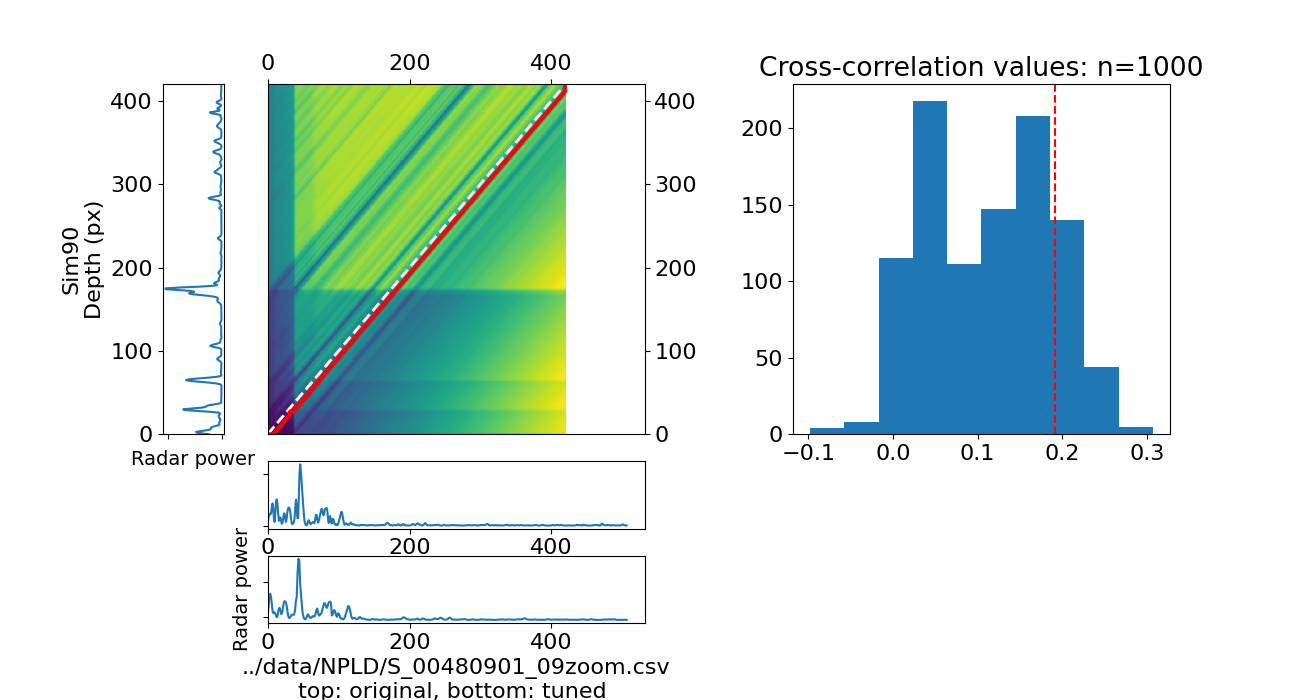 0 200 400
Cross-correlation values: n=1000
400
300
200
100
0
Sim90
Depth (px)
Radar power
400
300
200
100
0
200
150
100
50
0
−0.1 0.0 0.1 0.2 0.3
0 200 400
Radar power
0 200 400
../data/NPLD/S_00480901_09zoom.csv
top: original, bottom: tuned